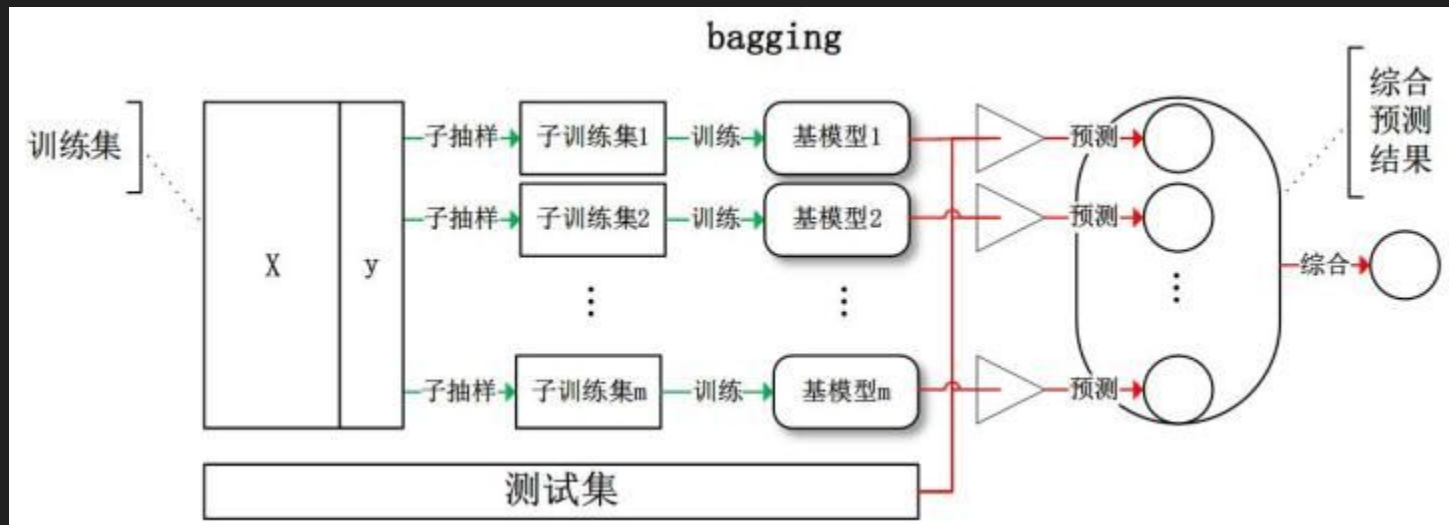 bagging
训练集
X
y
子抽样
子训练集1
训练
基模型1
预测
子抽样
子训练集2
训练
基模型2
预测
子抽样
子训练集m
训练
基模型m
预测
综合
预测
结果
综合
测试集